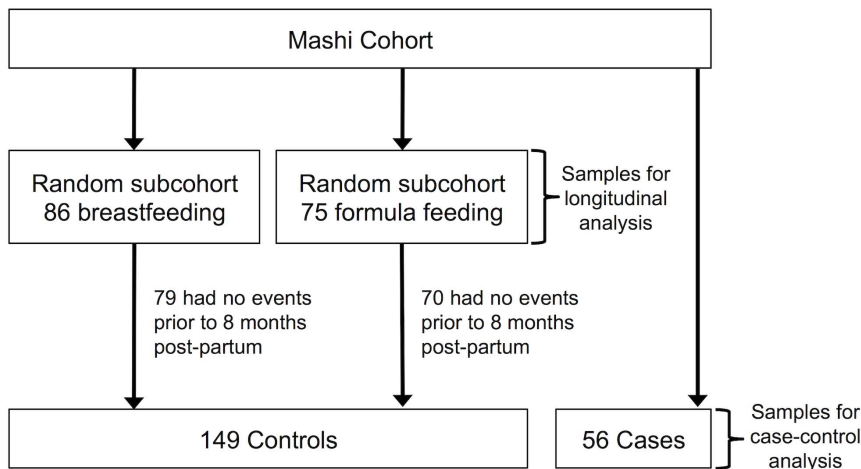 Mashi Cohort
Random subcohort
86 breastfeeding
Random subcohort
75 formula feeding
Samples for
longitudinal
analysis
79 had no events
prior to 8 months
post-partum
70 had no events
prior to 8 months
post-partum
149 Controls
56 Cases
Samples for
case-control
analysis